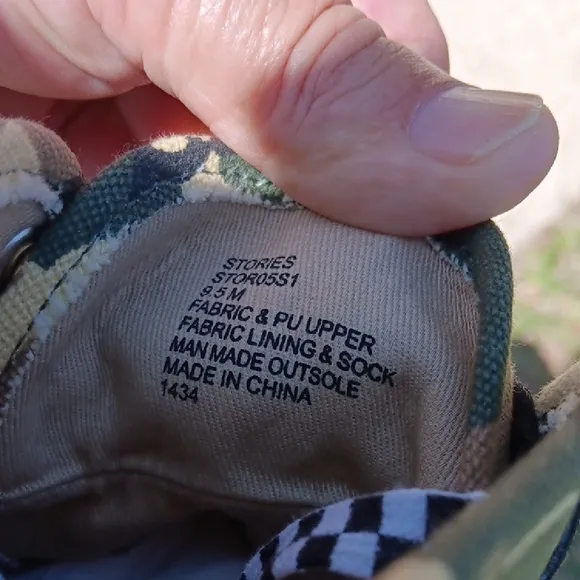 STORIES
STOR05S1
9.5 M
FABRIC & PU UPPER
FABRIC LINING & SOCK
MAN MADE OUTSOLE
MADE IN CHINA
1434